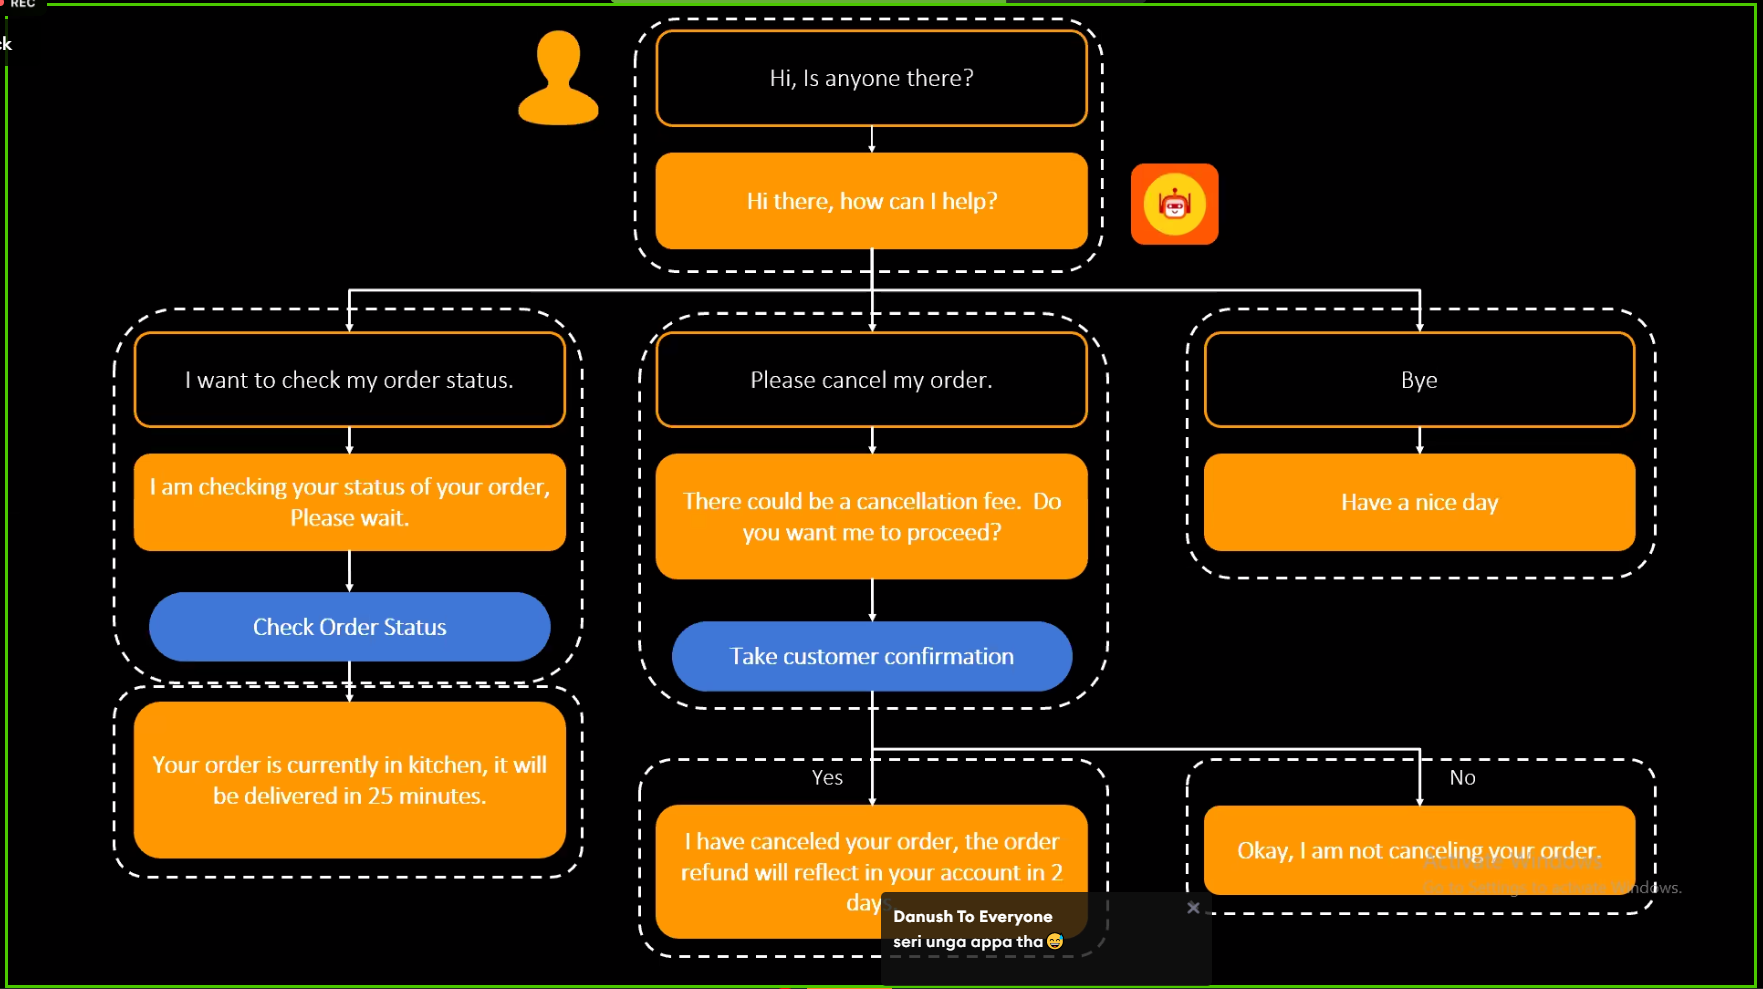 REC
ck
Hi, Is anyone there?
Hi there, how can I help?
I want to check my order status.
Please cancel my order.
Bye
I am checking your status of your order,
Please wait.
There could be a cancellation fee. Do
you want me to proceed?
Have a nice day
Check Order Status
Take customer confirmation
Your order is currently in kitchen, it will
be delivered in 25 minutes.
Yes
No
I have canceled your order, the order
refund will reflect in your account in 2
days
Okay, I am not canceling your order.
Activate Windows
Go to Settings to activate Windows.
Danush To Everyone
seri unga appa tha😅